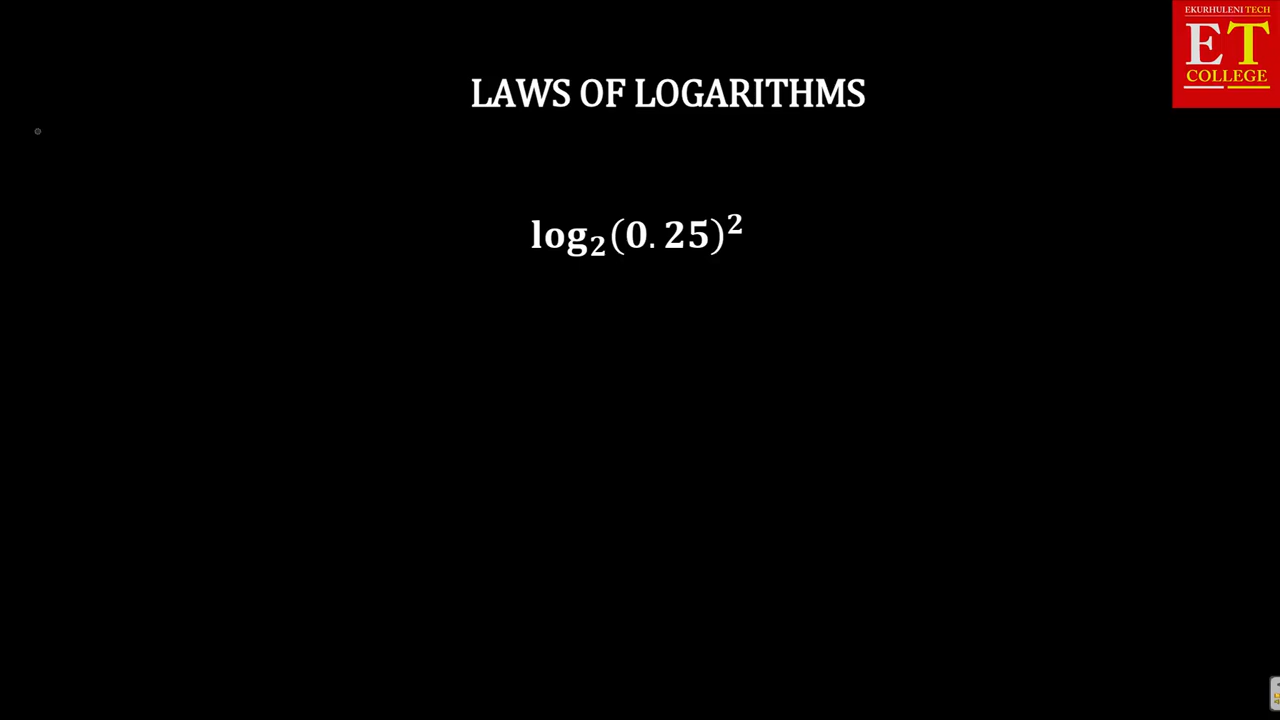 EKURHULENI TECH
ET
COLLEGE
LAWS OF LOGARITHMS
log₂(0.25)²